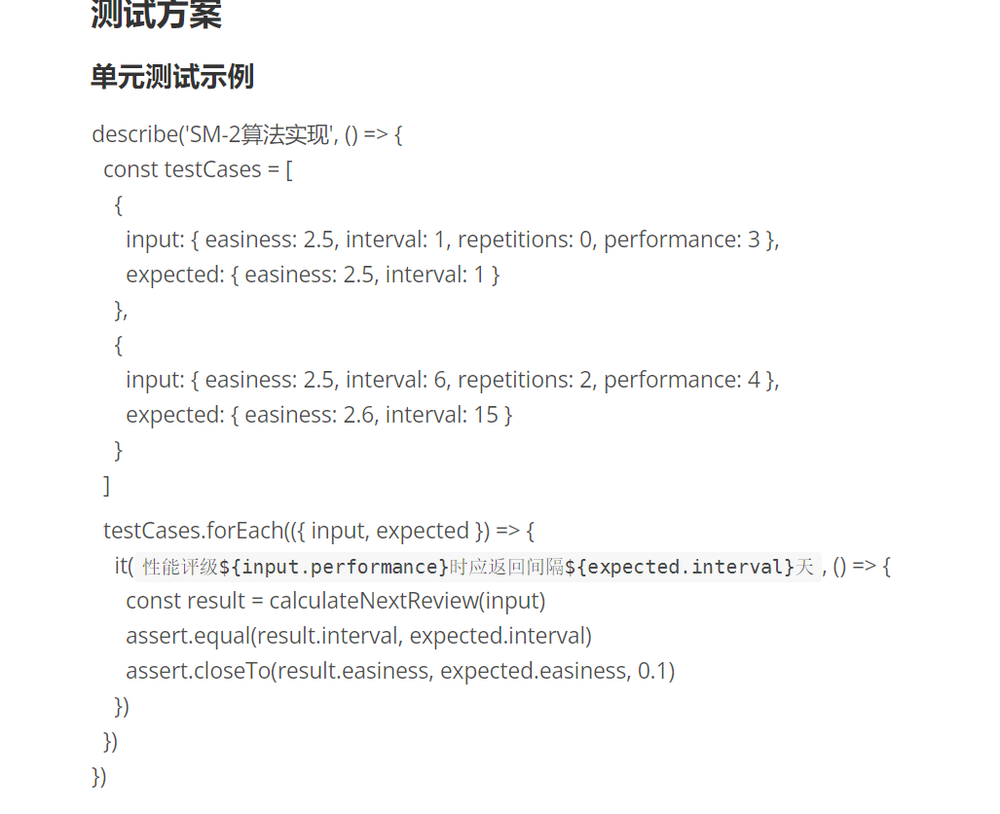 测试方案
单元测试示例
describe('SM-2算法实现', () => {
const testCases = [
{
input: { easiness: 2.5, interval: 1, repetitions: 0, performance: 3 },
expected: { easiness: 2.5, interval: 1 }
},
{
input: { easiness: 2.5, interval: 6, repetitions: 2, performance: 4 },
expected: { easiness: 2.6, interval: 15 }
}
]
testCases.forEach(({ input, expected }) => {
it( 性能评级${input.performance}时应返回间隔${expected.interval}天 , () => {
const result = calculateNextReview(input)
assert.equal(result.interval, expected.interval)
assert.closeTo(result.easiness, expected.easiness, 0.1)
})
})
})